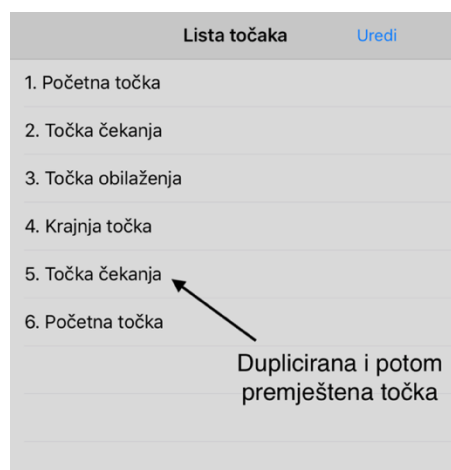 Lista točaka Uredi
1. Početna točka
2. Točka čekanja
3. Točka obilaženja
4. Krajnja točka
5. Točka čekanja
6. Početna točka
Duplicirana i potom
premještena točka